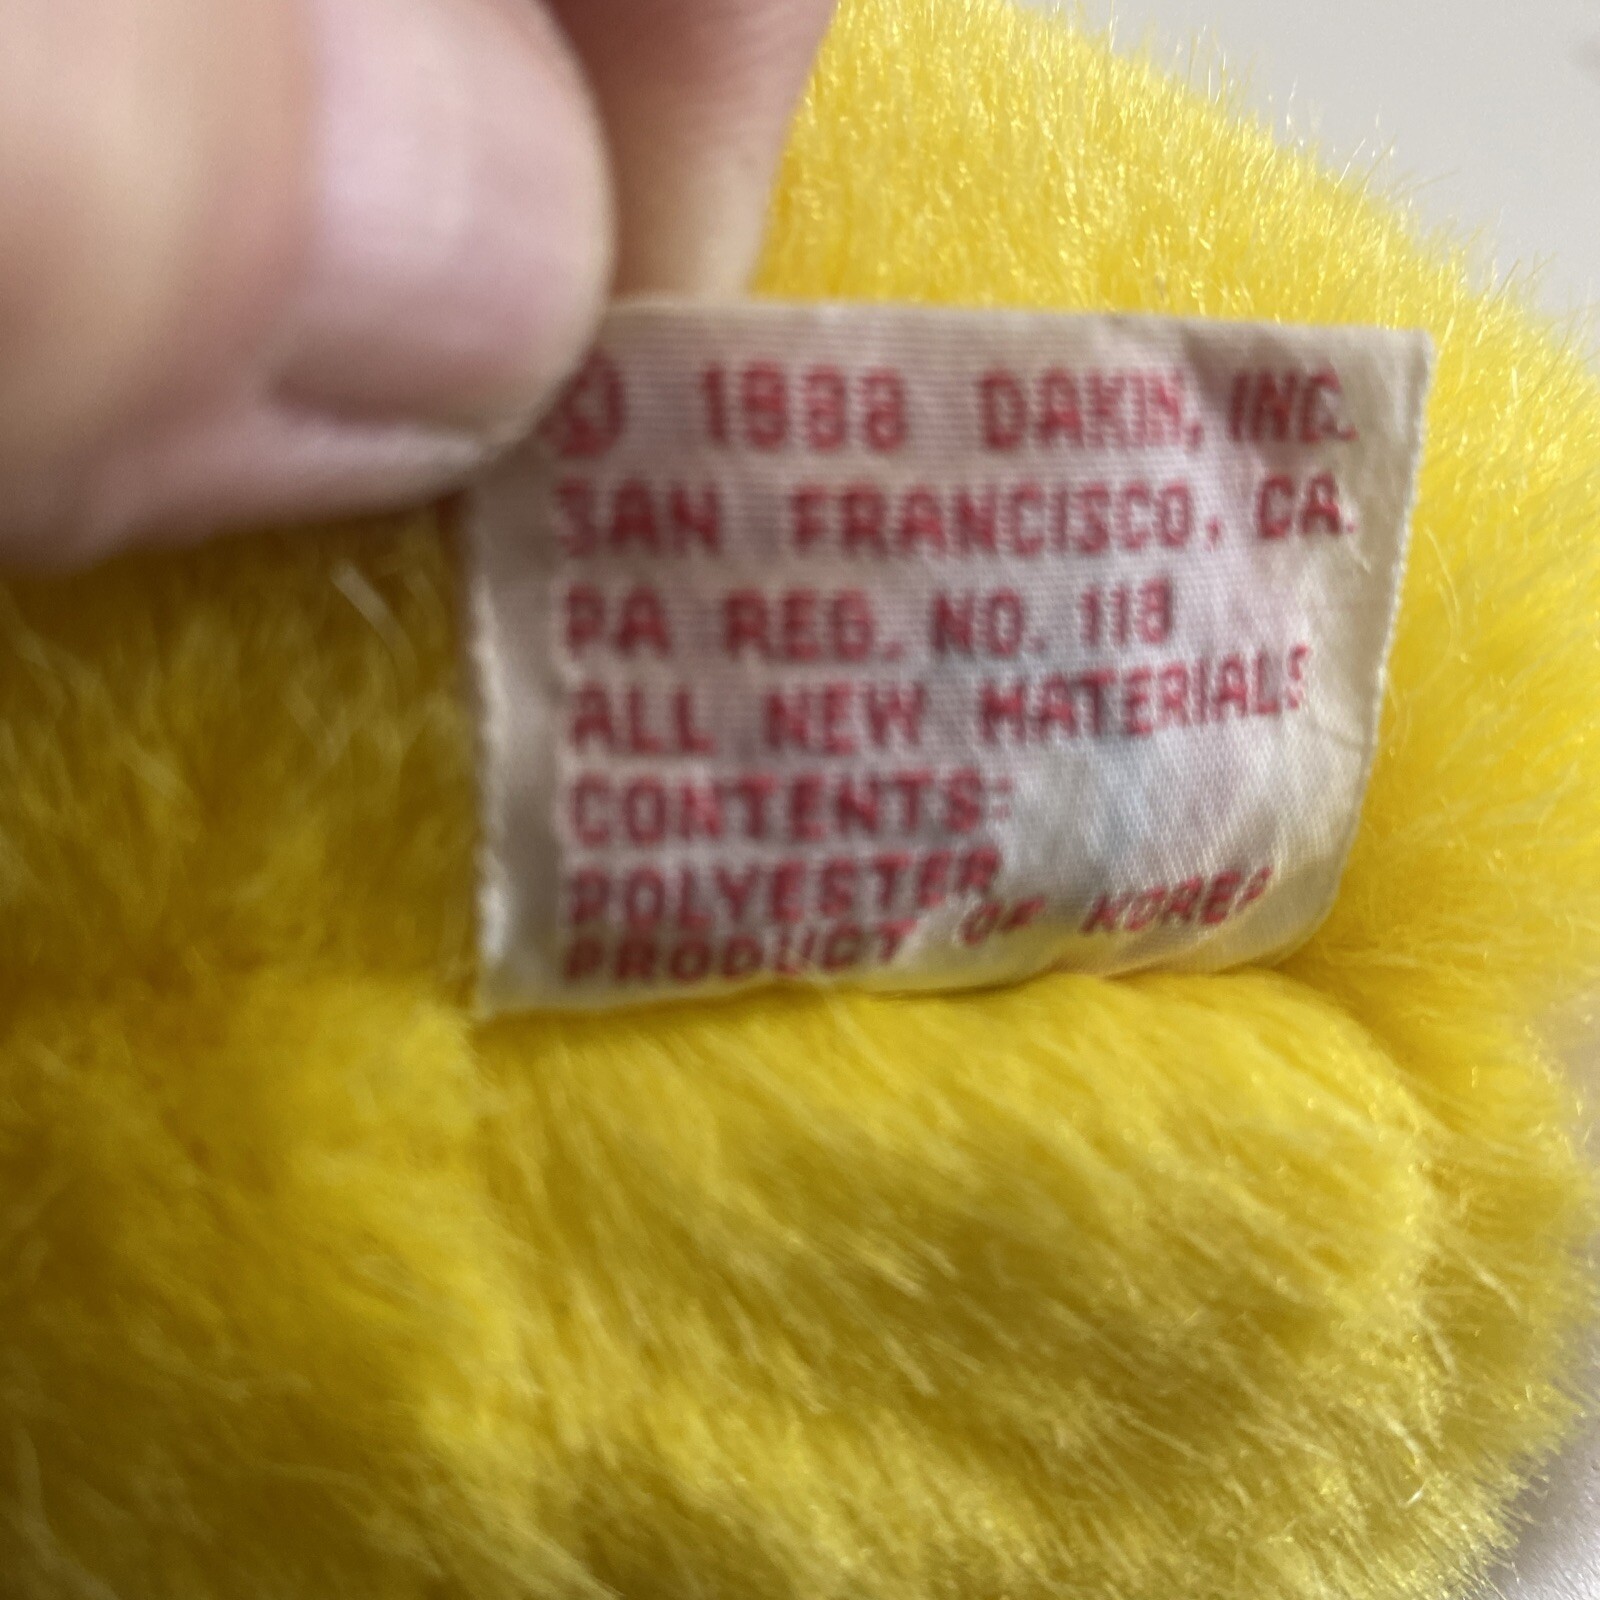 © 1988 DAKIN, INC.
SAN FRANCISCO, CA.
PA REG. NO. 118
ALL NEW MATERIALS
CONTENTS:
POLYESTER
PRODUCT OF KOREA